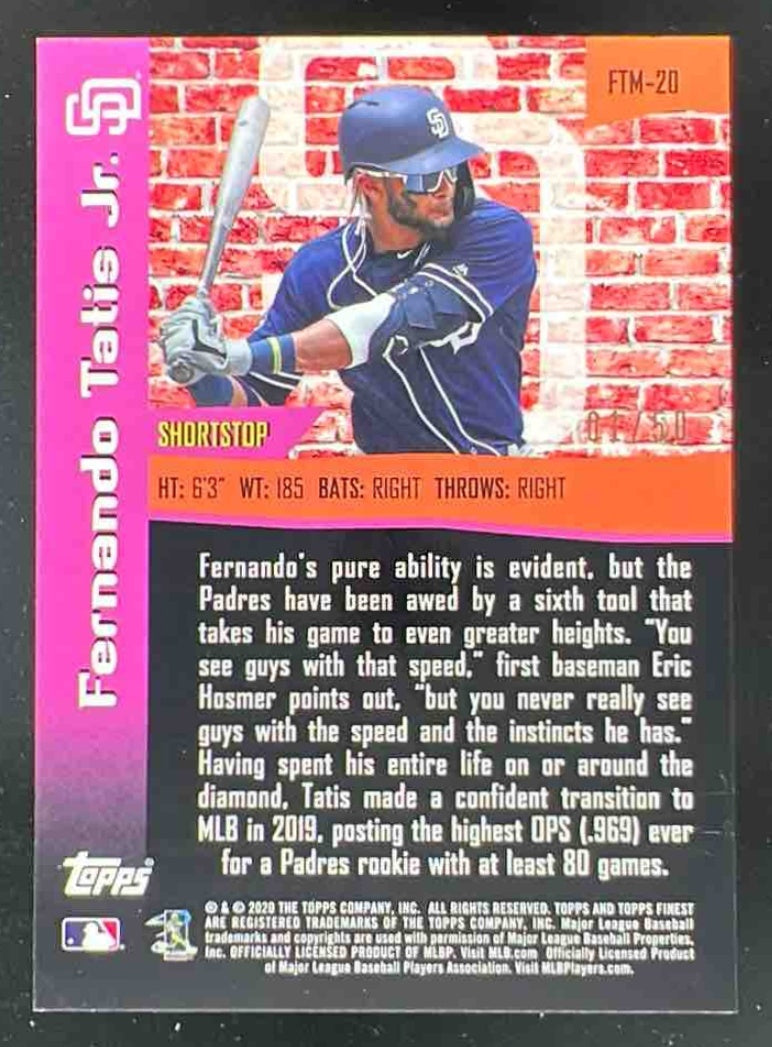 FTM-20
SD
SD
Fernando Tatis Jr.
SHORTSTOP
01/50
HT: 6'3" WT: 185 BATS: RIGHT THROWS: RIGHT
Fernando's pure ability is evident, but the
Padres have been awed by a sixth tool that
takes his game to even greater heights. "You
see guys with that speed," first baseman Eric
Hosmer points out, "but you never really see
guys with the speed and the instincts he has."
Having spent his entire life on or around the
diamond, Tatis made a confident transition to
MLB in 2019, posting the highest OPS (.969) ever
for a Padres rookie with at least 80 games.
Topps
® & © 2020 THE TOPPS COMPANY, INC. ALL RIGHTS RESERVED. TOPPS AND TOPPS FINEST
ARE REGISTERED TRADEMARKS OF THE TOPPS COMPANY, INC. Major League Baseball
trademarks and copyrights are used with permission of Major League Baseball Properties,
Inc. OFFICIALLY LICENSED PRODUCT OF MLBP. Visit MLB.com Officially Licensed Product
of Major League Baseball Players Association. Visit MLBPlayers.com.